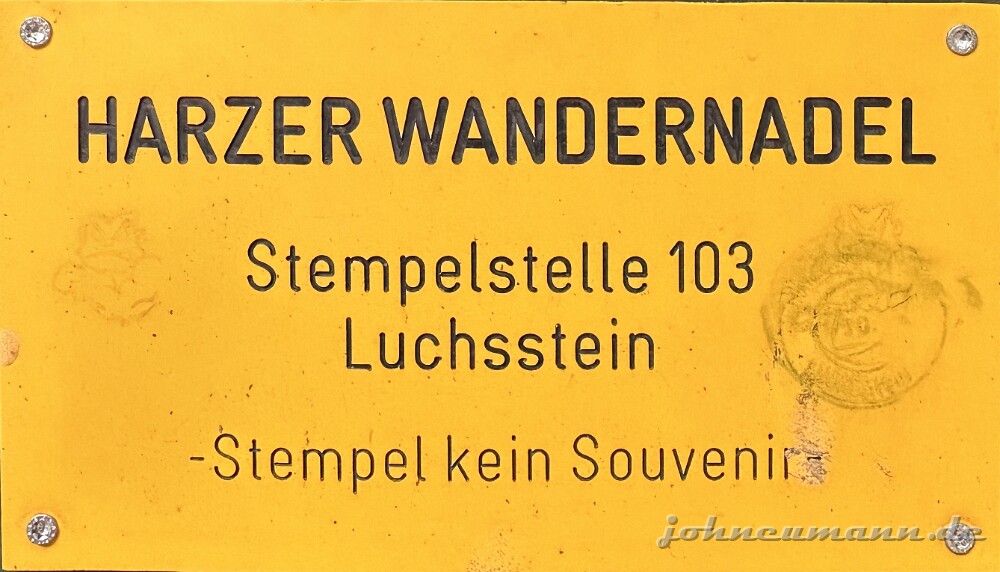 HARZER WANDERNADEL
Stempelstelle 103
Luchsstein
-Stempel kein Souvenir
johneumann.de